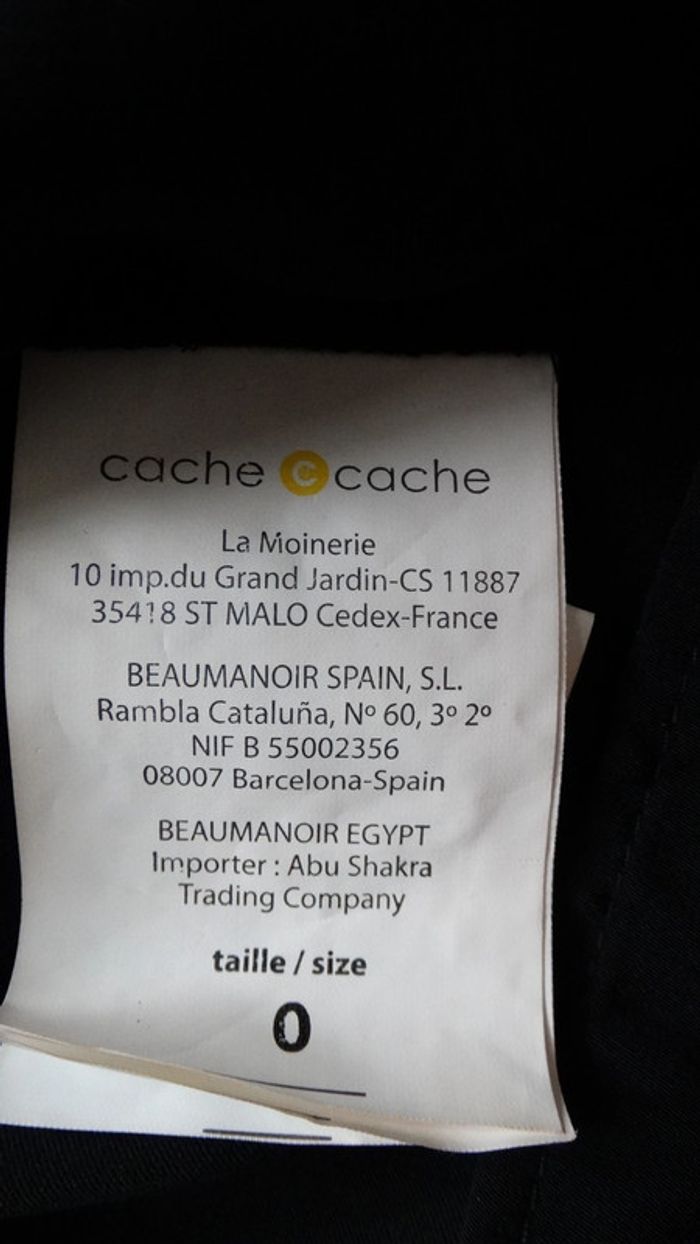 cache cache
La Moinerie
10 imp.du Grand Jardin-CS 11887
35418 ST MALO Cedex-France
BEAUMANOIR SPAIN, S.L.
Rambla Cataluña, Nº 60, 3º 2º
NIF B 55002356
08007 Barcelona-Spain
BEAUMANOIR EGYPT
Importer : Abu Shakra
Trading Company
taille / size
0